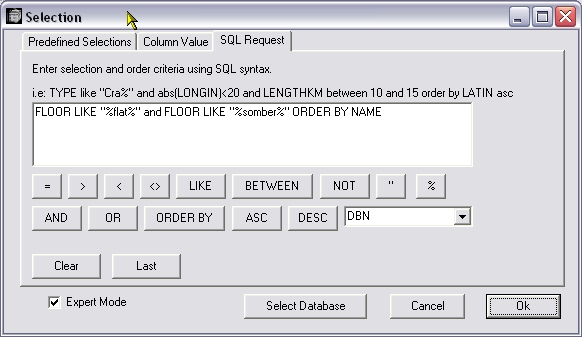 Selection
Predefined Selections Column Value SQL Request
Enter selection and order criteria using SQL syntax.
i.e: TYPE like "Cra%" and abs(LONGIN)<20 and LENGTHKM between 10 and 15 order by LATIN asc
FLOOR LIKE "%flat%" and FLOOR LIKE "%somber%" ORDER BY NAME
= > < <> LIKE BETWEEN NOT " %
AND OR ORDER BY ASC DESC DBN
Clear Last
Expert Mode Select Database Cancel Ok